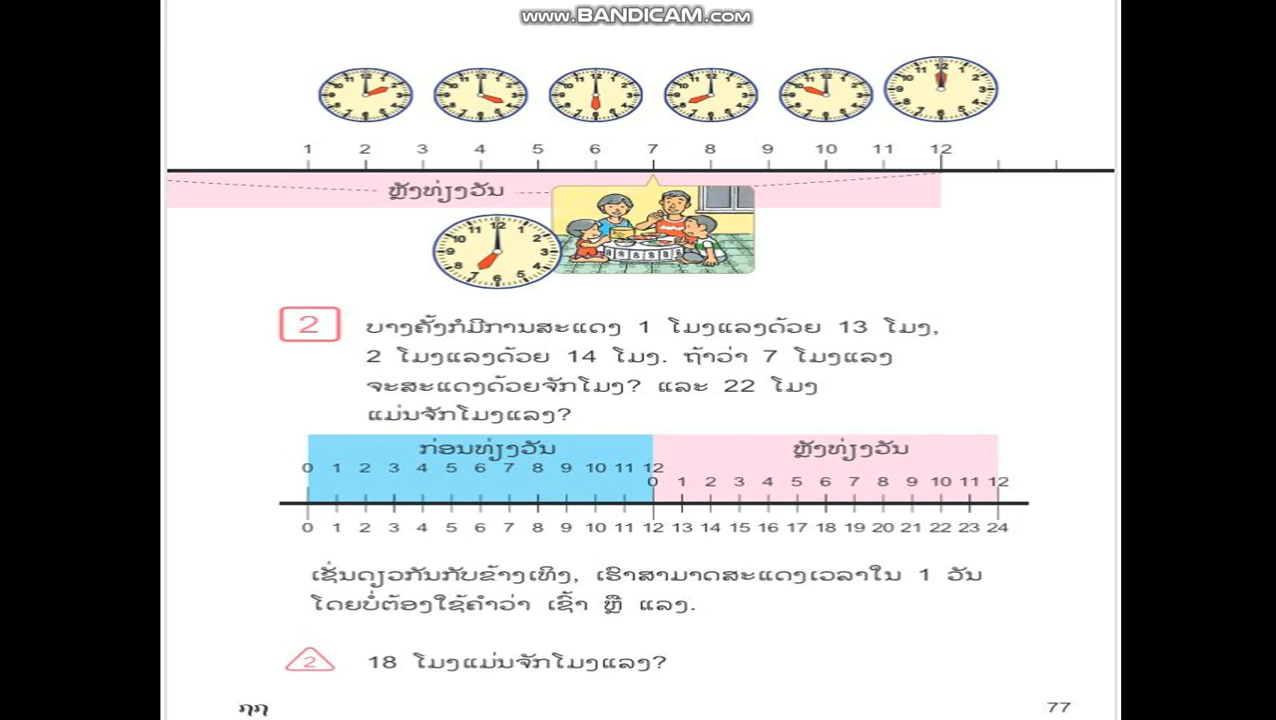 www.BANDICAM.com
1 2 3 4 5 6 7 8 9 10 11 12
ຫຼັງທ່ຽງວັນ
2 ບາງຄັ້ງກໍມີການສະແດງ 1 ໂມງແລງດ້ວຍ 13 ໂມງ,
2 ໂມງແລງດ້ວຍ 14 ໂມງ. ຖ້າວ່າ 7 ໂມງແລງ
ຈະສະແດງດ້ວຍຈັກໂມງ? ແລະ 22 ໂມງ
ແມ່ນຈັກໂມງແລງ?
ກ່ອນທ່ຽງວັນ ຫຼັງທ່ຽງວັນ
0 1 2 3 4 5 6 7 8 9 10 11 12
0 1 2 3 4 5 6 7 8 9 10 11 12
0 1 2 3 4 5 6 7 8 9 10 11 12 13 14 15 16 17 18 19 20 21 22 23 24
ເຊັ່ນດຽວກັນກັບຂ້າງເທິງ, ເຮົາສາມາດສະແດງເວລາໃນ 1 ວັນ
ໂດຍບໍ່ຕ້ອງໃຊ້ຄຳວ່າ ເຊົ້າ ຫຼື ແລງ.
2 18 ໂມງແມ່ນຈັກໂມງແລງ?
໗໗ 77